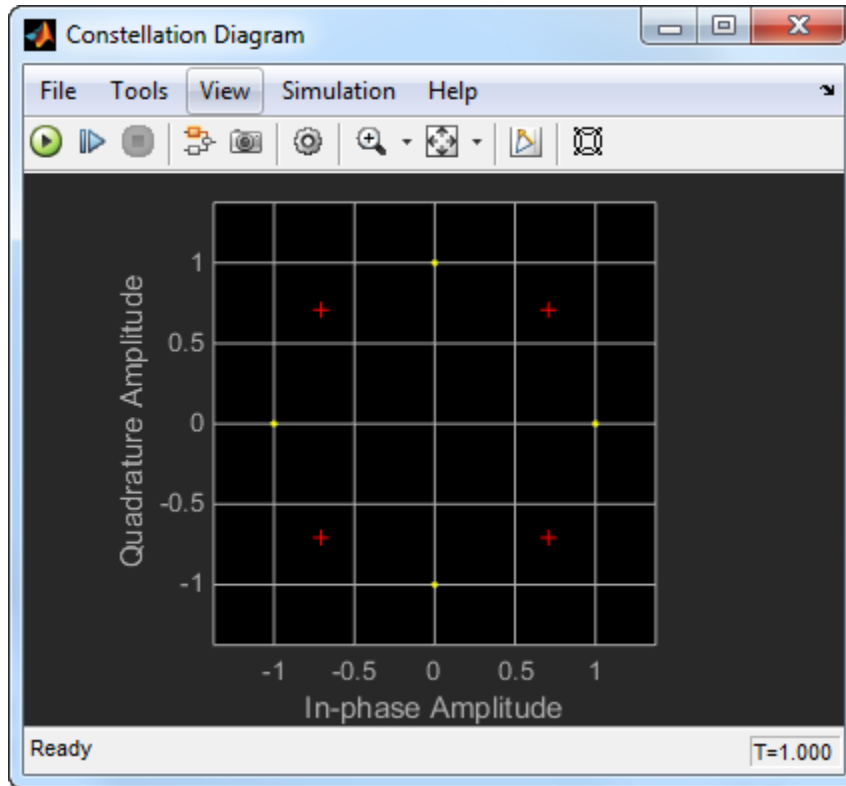 Constellation Diagram
File Tools View Simulation Help
1
0.5
0
-0.5
-1
Quadrature Amplitude
-1 -0.5 0 0.5 1
In-phase Amplitude
Ready T=1.000